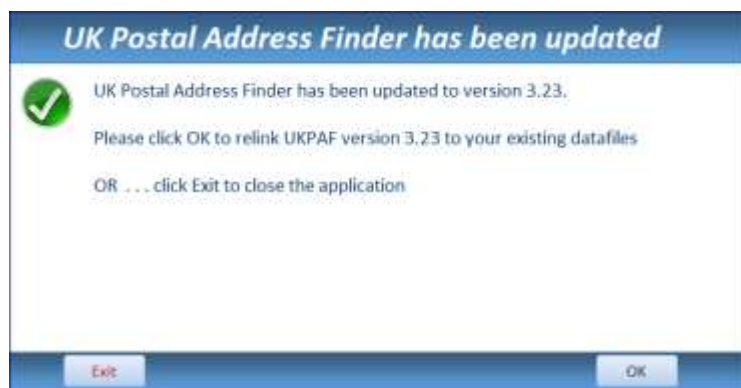 UK Postal Address Finder has been updated
UK Postal Address Finder has been updated to version 3.23.
Please click OK to relink UKPAF version 3.23 to your existing datafiles
OR . . . click Exit to close the application
Exit
OK